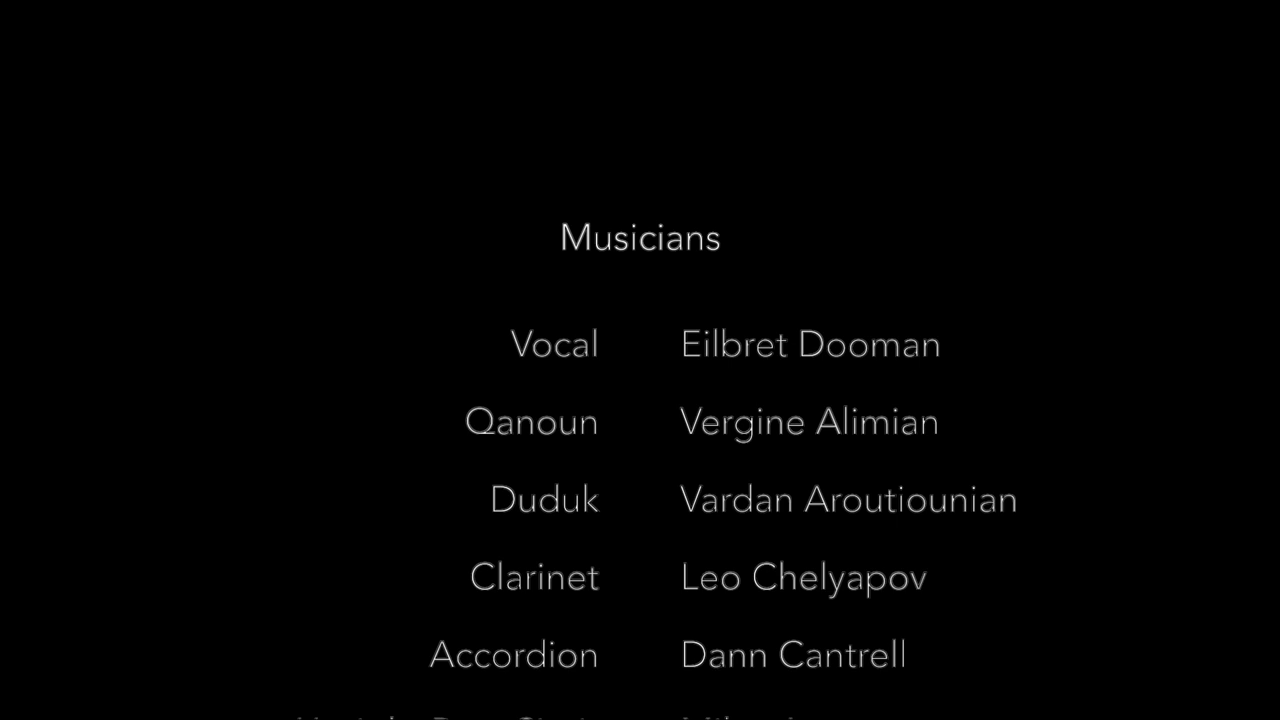 Musicians
Vocal Eilbret Dooman
Qanoun Vergine Alimian
Duduk Vardan Aroutiounian
Clarinet Leo Chelyapov
Accordion Dann Cantrell